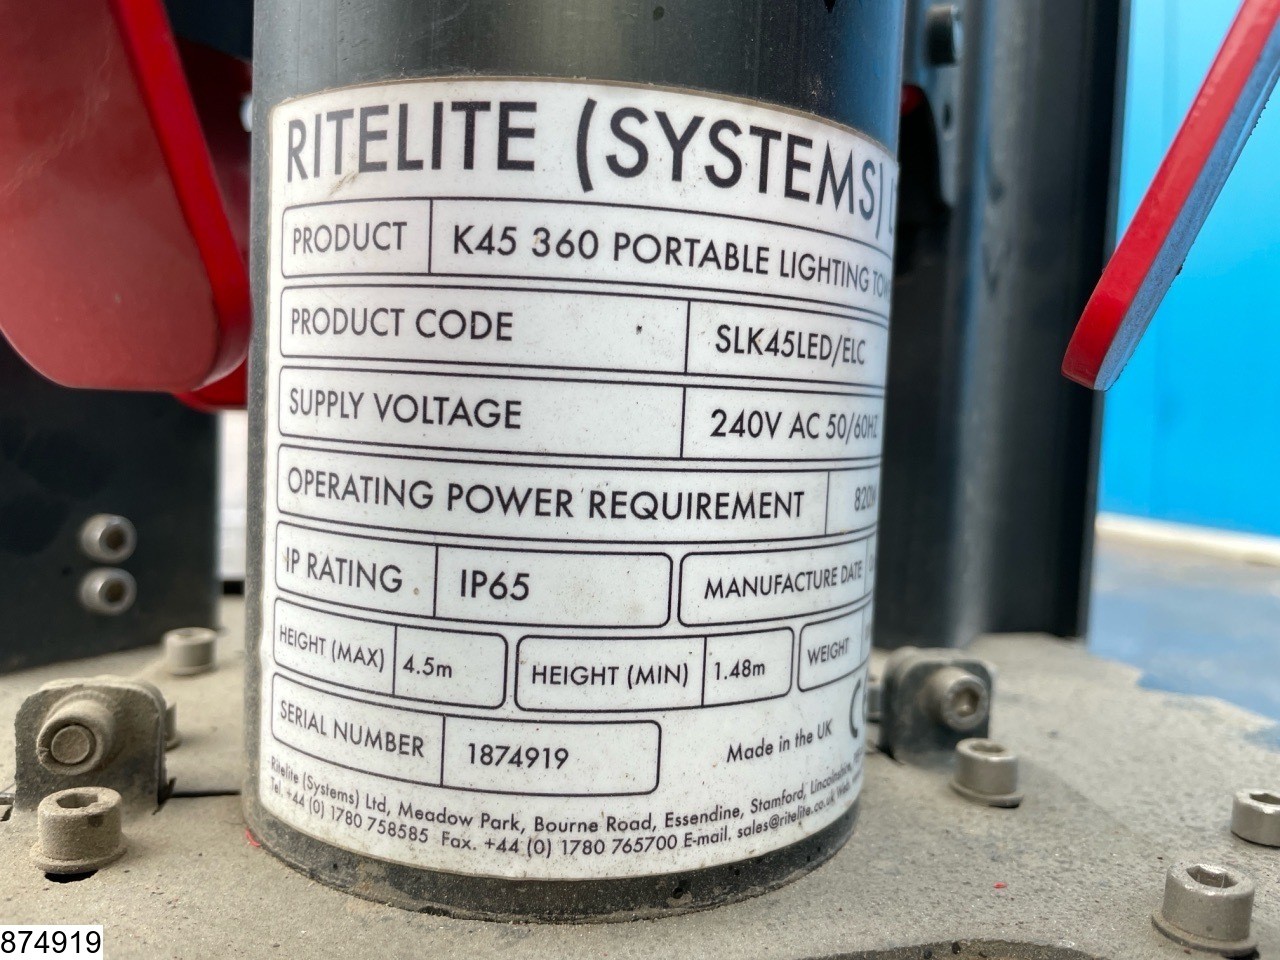 RITELITE (SYSTEMS)
PRODUCT K45 360 PORTABLE LIGHTING
PRODUCT CODE SLK45LED/ELC
SUPPLY VOLTAGE 240V AC 50/60HZ
OPERATING POWER REQUIREMENT 820W
IP RATING IP65 MANUFACTURE DATE
HEIGHT (MAX) 4.5m HEIGHT (MIN) 1.48m WEIGHT
SERIAL NUMBER 1874919 Made in the UK
Ritelite (Systems) Ltd, Meadow Park, Bourne Road, Essendine, Stamford, Lincolnshire,
Tel. +44 (0) 1780 758585 Fax. +44 (0) 1780 765700 E-mail. sales@ritelite.co.uk Web.
874919